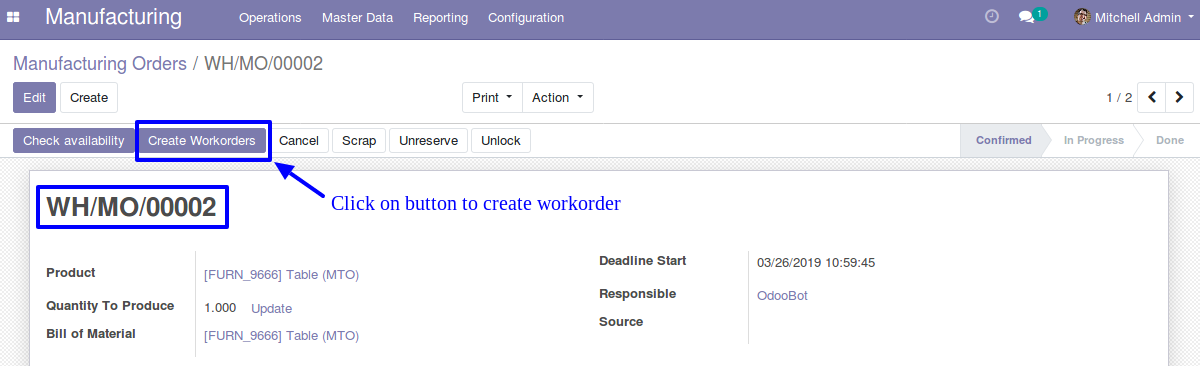 Manufacturing Operations Master Data Reporting Configuration 1 Mitchell Admin
Manufacturing Orders / WH/MO/00002
Edit Create Print Action 1 / 2
Check availability Create Workorders Cancel Scrap Unreserve Unlock Confirmed In Progress Done
WH/MO/00002
Click on button to create workorder
Product [FURN_9666] Table (MTO)
Quantity To Produce 1.000 Update
Bill of Material [FURN_9666] Table (MTO)
Deadline Start 03/26/2019 10:59:45
Responsible OdooBot
Source